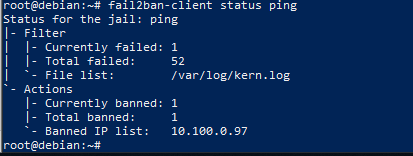 root@debian:~# fail2ban-client status ping
Status for the jail: ping
|- Filter
|  |- Currently failed: 1
|  |- Total failed:     52
|  `- File list:        /var/log/kern.log
`- Actions
   |- Currently banned: 1
   |- Total banned:     1
   `- Banned IP list:   10.100.0.97
root@debian:~#